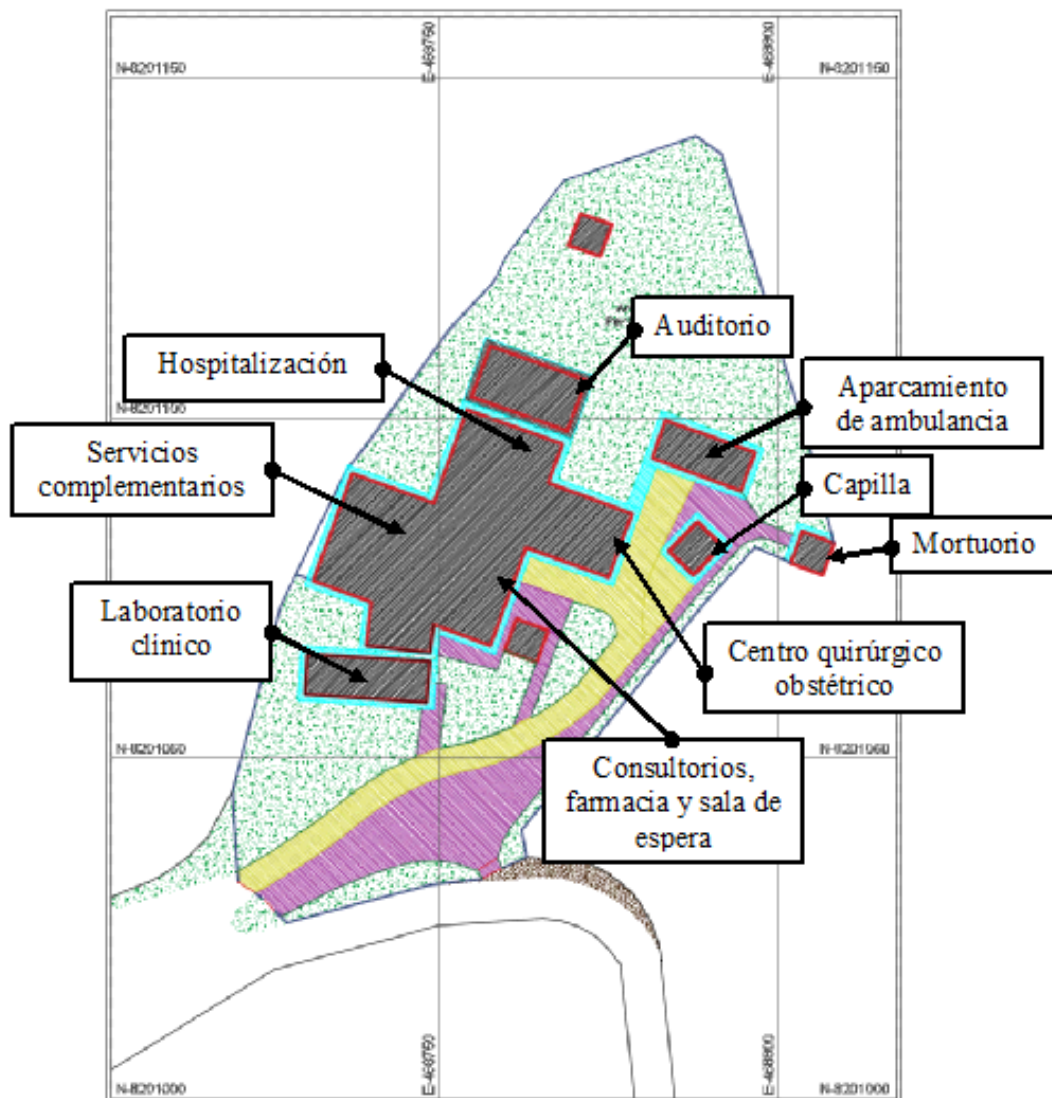 E-468750
E-468800
N-8201150
N-8201150
Auditorio
Hospitalización
Aparcamiento
de ambulancia
N-8201100
N-8201100
Servicios
complementarios
Capilla
Mortuorio
Laboratorio
clínico
Centro quirúrgico
obstétrico
N-8201050
N-8201050
Consultorios,
farmacia y sala de
espera
E-468750
E-468800
N-8201000
N-8201000